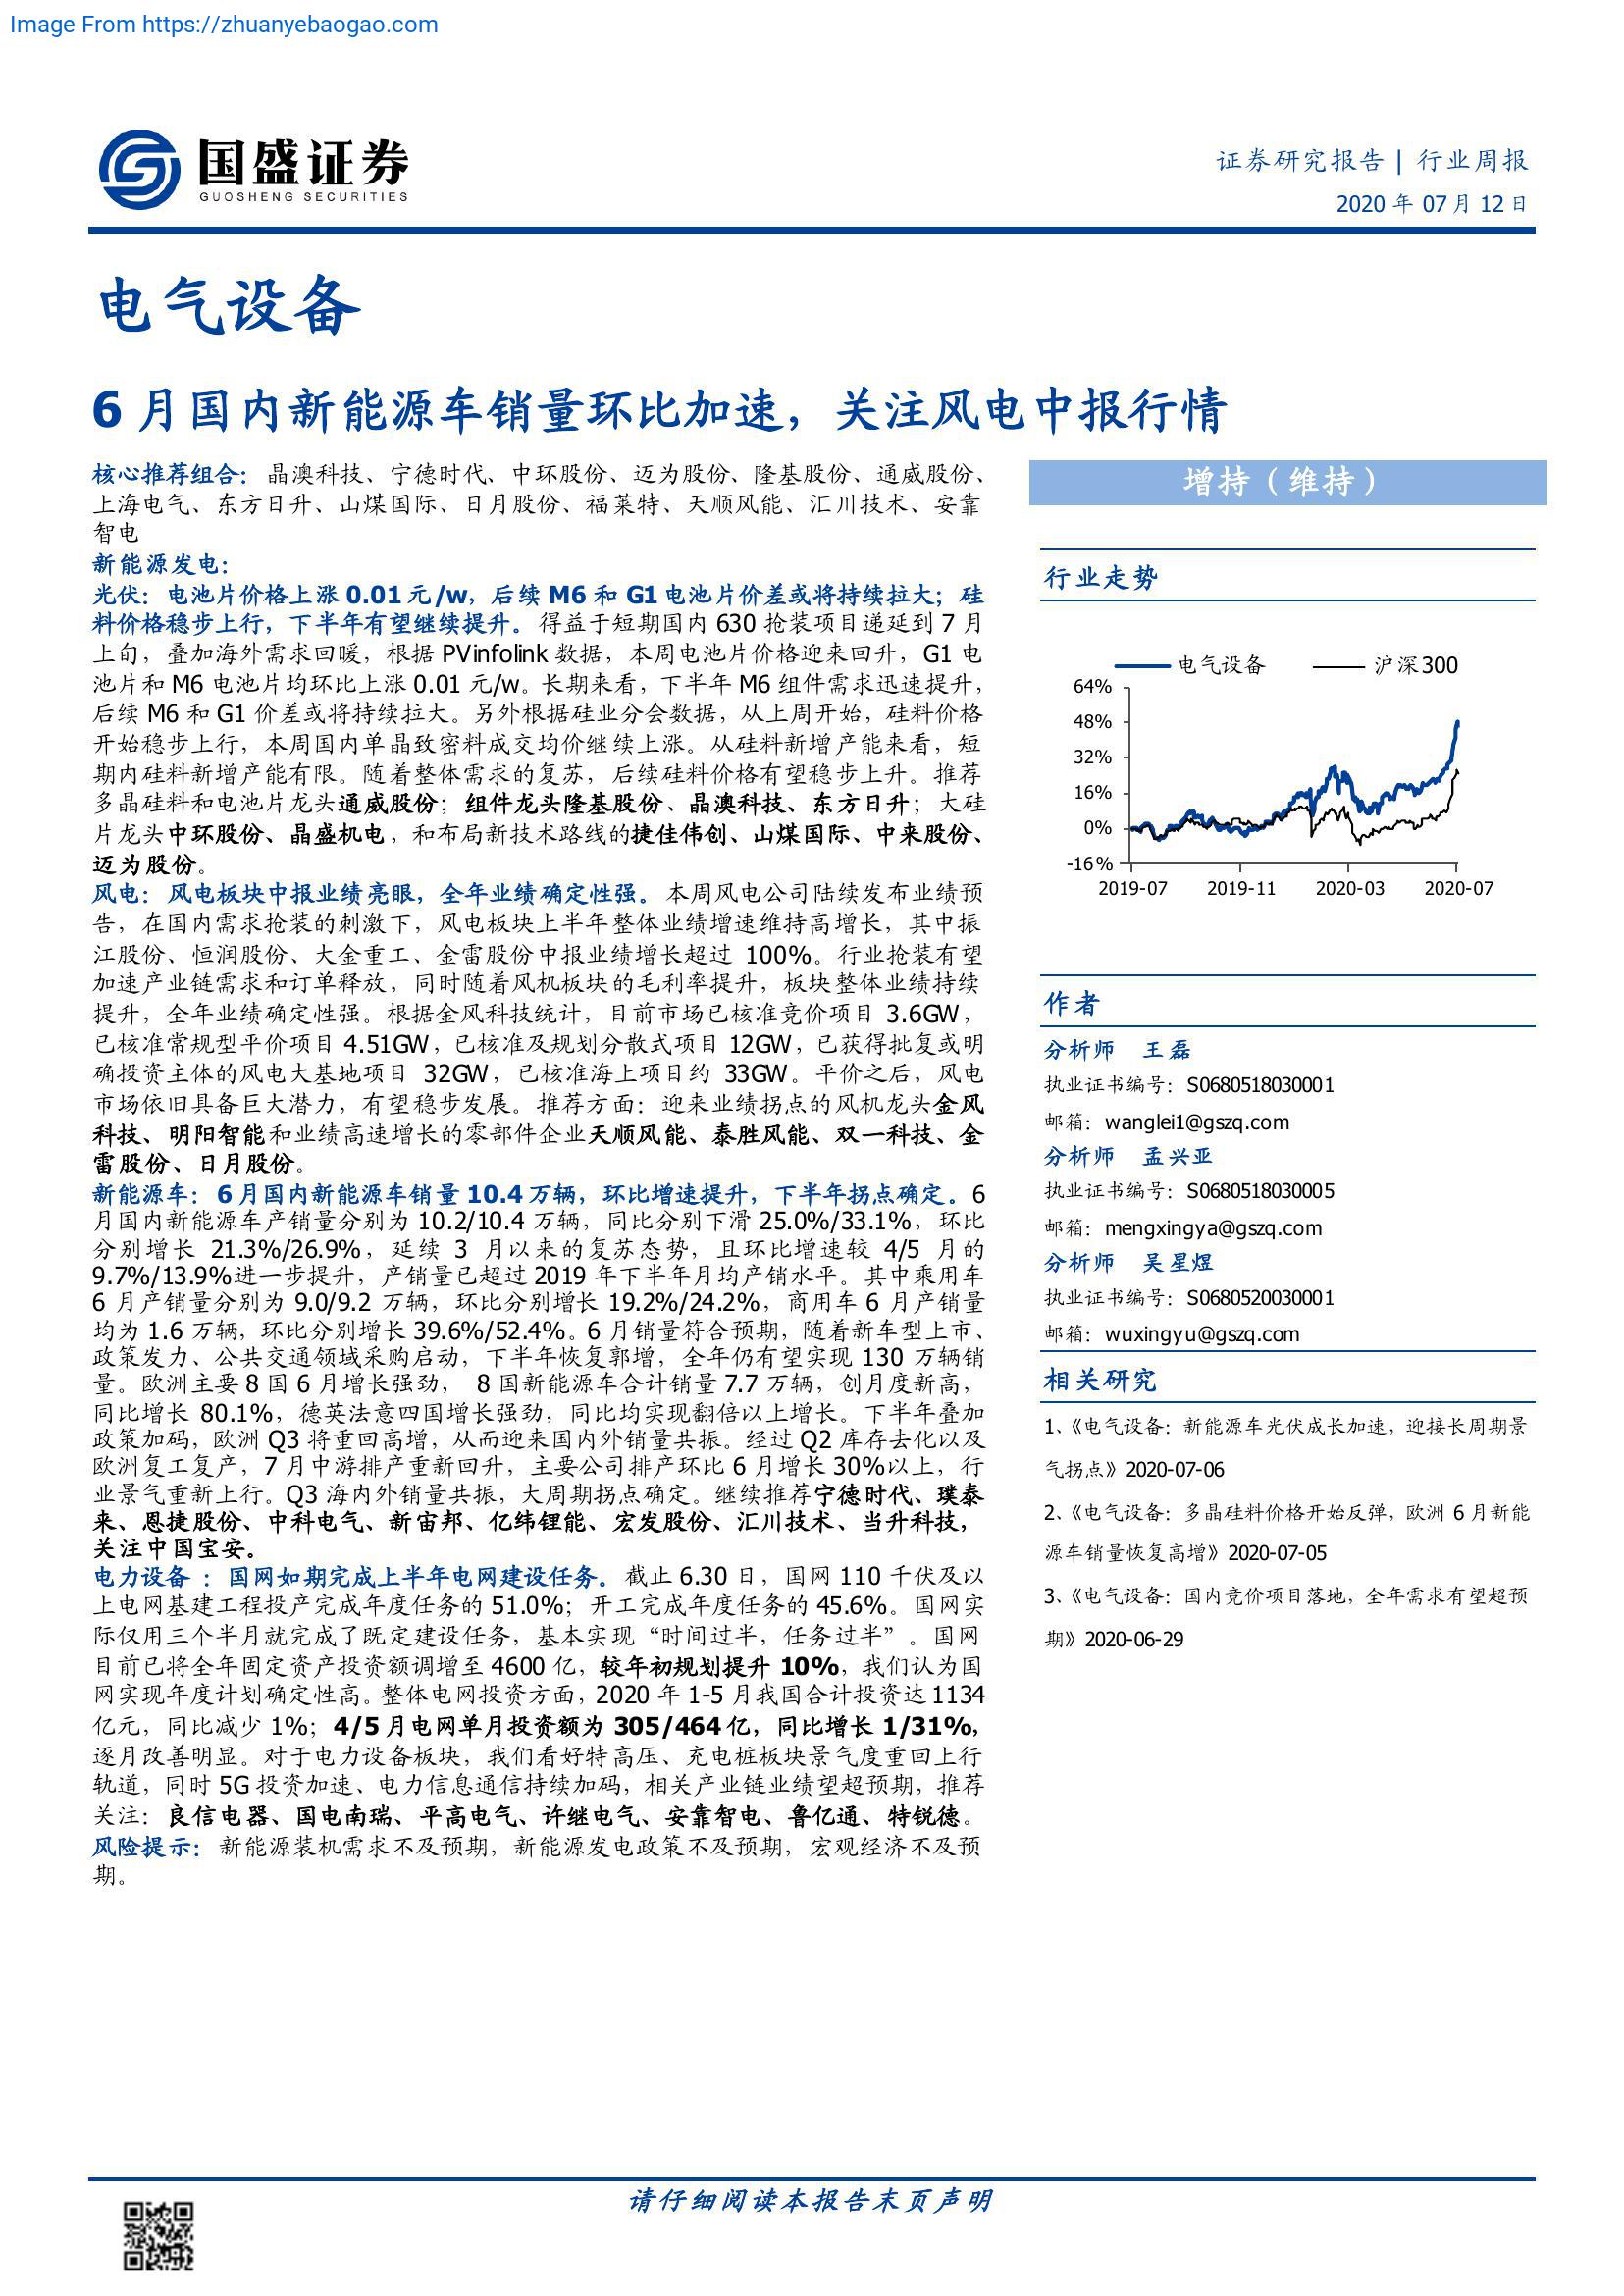 Image From https://zhuanyebaogao.com
国盛证券
GUOSHENG SECURITIES
证券研究报告 | 行业周报
2020 年 07 月 12 日
电气设备
6 月国内新能源车销量环比加速，关注风电中报行情
核心推荐组合：晶澳科技、宁德时代、中环股份、迈为股份、隆基股份、通威股份、
上海电气、东方日升、山煤国际、日月股份、福莱特、天顺风能、汇川技术、安靠
智电
新能源发电：
光伏：电池片价格上涨 0.01 元/w，后续 M6 和 G1 电池片价差或将持续拉大；硅
料价格稳步上行，下半年有望继续提升。得益于短期国内 630 抢装项目递延到 7 月
上旬，叠加海外需求回暖，根据 PVinfolink 数据，本周电池片价格迎来回升，G1 电
池片和 M6 电池片均环比上涨 0.01 元/w。长期来看，下半年 M6 组件需求迅速提升，
后续 M6 和 G1 价差或将持续拉大。另外根据硅业分会数据，从上周开始，硅料价格
开始稳步上行，本周国内单晶致密料成交均价继续上涨。从硅料新增产能来看，短
期内硅料新增产能有限。随着整体需求的复苏，后续硅料价格有望稳步上升。推荐
多晶硅料和电池片龙头通威股份；组件龙头隆基股份、晶澳科技、东方日升；大硅
片龙头中环股份、晶盛机电，和布局新技术路线的捷佳伟创、山煤国际、中来股份、
迈为股份。
风电：风电板块中报业绩亮眼，全年业绩确定性强。本周风电公司陆续发布业绩预
告，在国内需求抢装的刺激下，风电板块上半年整体业绩增速维持高增长，其中振
江股份、恒润股份、大金重工、金雷股份中报业绩增长超过 100%。行业抢装有望
加速产业链需求和订单释放，同时随着风机板块的毛利率提升，板块整体业绩持续
提升，全年业绩确定性强。根据金风科技统计，目前市场已核准竞价项目 3.6GW，
已核准常规型平价项目 4.51GW，已核准及规划分散式项目 12GW，已获得批复或明
确投资主体的风电大基地项目 32GW，已核准海上项目约 33GW。平价之后，风电
市场依旧具备巨大潜力，有望稳步发展。推荐方面：迎来业绩拐点的风机龙头金风
科技、明阳智能和业绩高速增长的零部件企业天顺风能、泰胜风能、双一科技、金
雷股份、日月股份。
新能源车：6 月国内新能源车销量 10.4 万辆，环比增速提升，下半年拐点确定。6
月国内新能源车产销量分别为 10.2/10.4 万辆，同比分别下滑 25.0%/33.1%，环比
分别增长 21.3%/26.9%，延续 3 月以来的复苏态势，且环比增速较 4/5 月的
9.7%/13.9%进一步提升，产销量已超过 2019 年下半年月均产销水平。其中乘用车
6 月产销量分别为 9.0/9.2 万辆，环比分别增长 19.2%/24.2%，商用车 6 月产销量
均为 1.6 万辆，环比分别增长 39.6%/52.4%。6 月销量符合预期，随着新车型上市、
政策发力、公共交通领域采购启动，下半年恢复郭增，全年仍有望实现 130 万辆销
量。欧洲主要 8 国 6 月增长强劲， 8 国新能源车合计销量 7.7 万辆，创月度新高，
同比增长 80.1%，德英法意四国增长强劲，同比均实现翻倍以上增长。下半年叠加
政策加码，欧洲 Q3 将重回高增，从而迎来国内外销量共振。经过 Q2 库存去化以及
欧洲复工复产，7 月中游排产重新回升，主要公司排产环比 6 月增长 30%以上，行
业景气重新上行。Q3 海内外销量共振，大周期拐点确定。继续推荐宁德时代、璞泰
来、恩捷股份、中科电气、新宙邦、亿纬锂能、宏发股份、汇川技术、当升科技，
关注中国宝安。
电力设备 ：国网如期完成上半年电网建设任务。截止 6.30 日，国网 110 千伏及以
上电网基建工程投产完成年度任务的 51.0%；开工完成年度任务的 45.6%。国网实
际仅用三个半月就完成了既定建设任务，基本实现“时间过半，任务过半”。国网
目前已将全年固定资产投资额调增至 4600 亿，较年初规划提升 10%，我们认为国
网实现年度计划确定性高。整体电网投资方面，2020 年 1-5 月我国合计投资达 1134
亿元，同比减少 1%；4/5 月电网单月投资额为 305/464 亿，同比增长 1/31%，
逐月改善明显。对于电力设备板块，我们看好特高压、充电桩板块景气度重回上行
轨道，同时 5G 投资加速、电力信息通信持续加码，相关产业链业绩望超预期，推荐
关注：良信电器、国电南瑞、平高电气、许继电气、安靠智电、鲁亿通、特锐德。
风险提示：新能源装机需求不及预期，新能源发电政策不及预期，宏观经济不及预
期。
增持（维持）
行业走势
电气设备 沪深300
64%
48%
32%
16%
0%
-16%
2019-07 2019-11 2020-03 2020-07
作者
分析师 王磊
执业证书编号：S0680518030001
邮箱：wanglei1@gszq.com
分析师 孟兴亚
执业证书编号：S0680518030005
邮箱：mengxingya@gszq.com
分析师 吴星煜
执业证书编号：S0680520030001
邮箱：wuxingyu@gszq.com
相关研究
1、《电气设备：新能源车光伏成长加速，迎接长周期景
气拐点》2020-07-06
2、《电气设备：多晶硅料价格开始反弹，欧洲 6 月新能
源车销量恢复高增》2020-07-05
3、《电气设备：国内竞价项目落地，全年需求有望超预
期》2020-06-29
请仔细阅读本报告末页声明